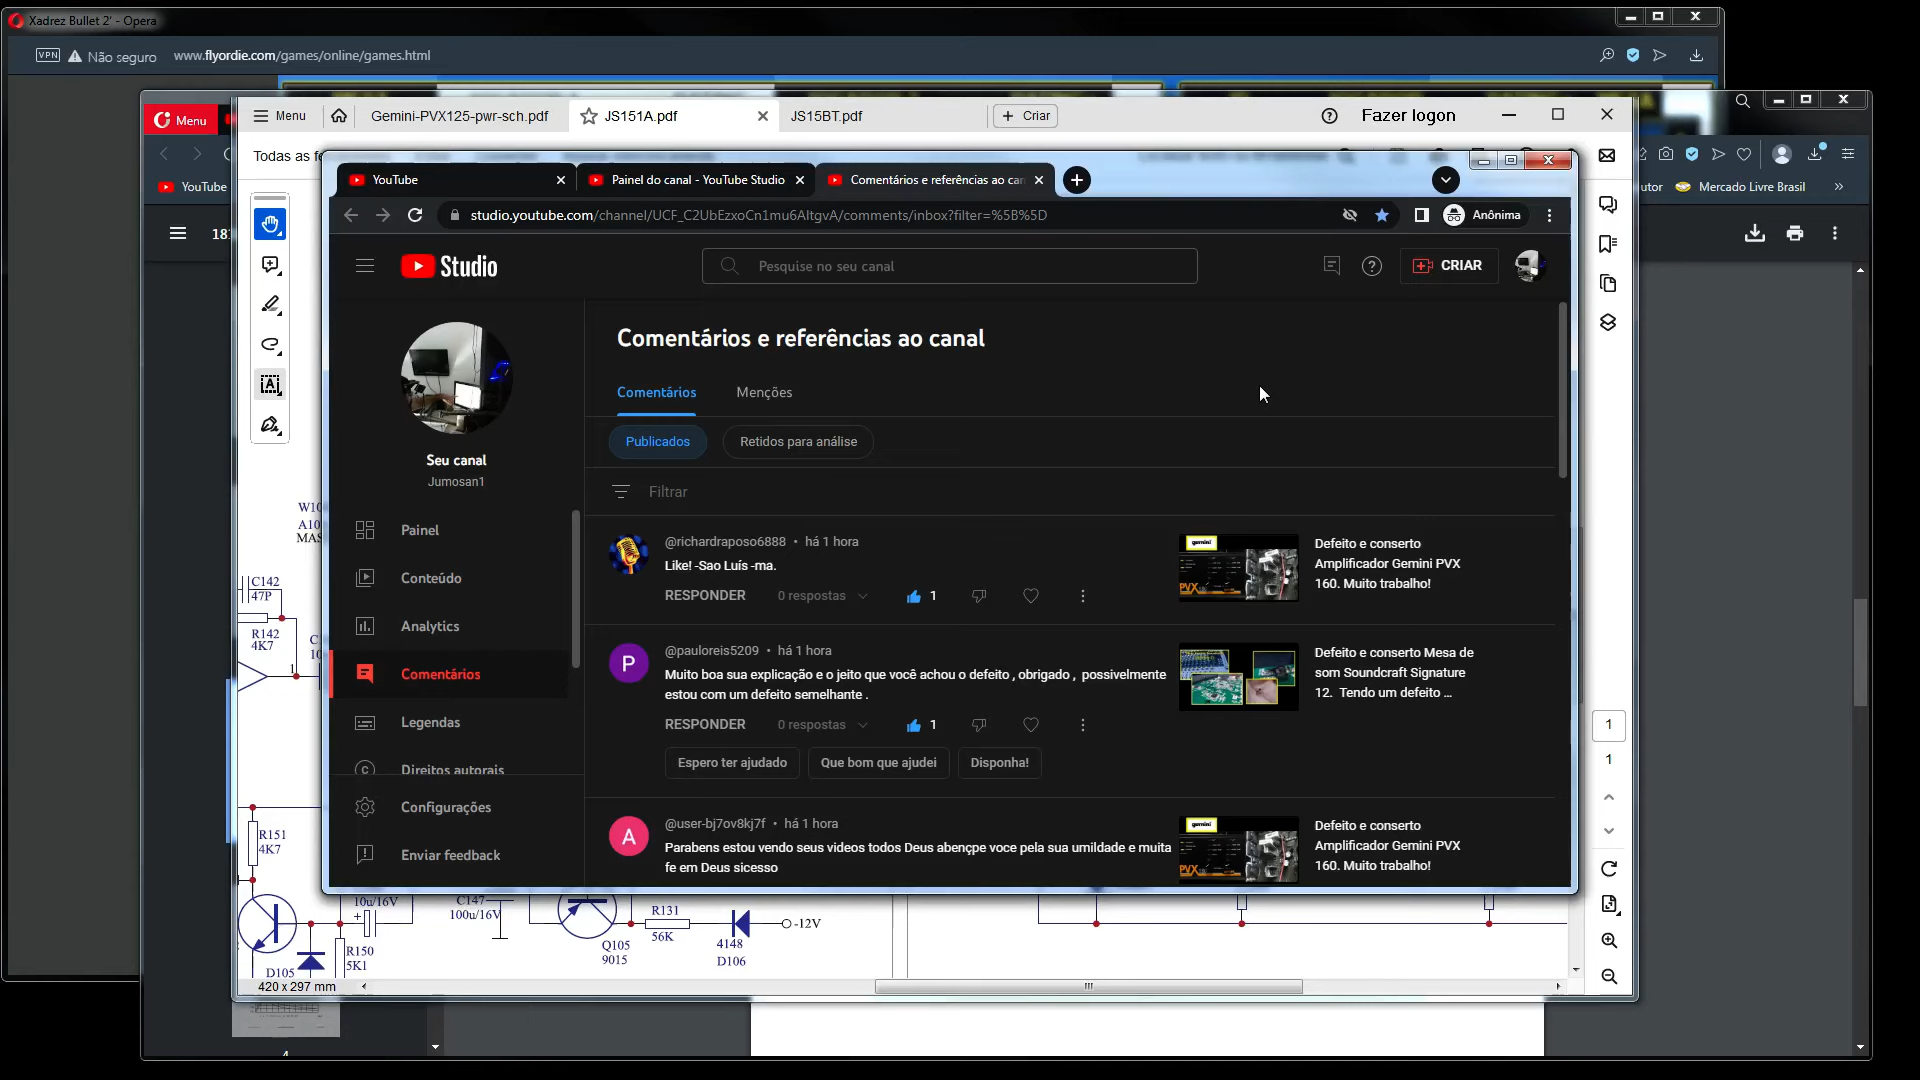 Xadrez Bullet 2' - Opera
VPN Não seguro www.flyordie.com/games/online/games.html
Menu
Menu Gemini-PVX125-pwr-sch.pdf JS151A.pdf JS15BT.pdf + Criar Fazer logon
YouTube
utor Mercado Livre Brasil »
YouTube Painel do canal - YouTube Studio Comentários e referências ao can
studio.youtube.com/channel/UCF_C2UbEzxoCn1mu6AItgvA/comments/inbox?filter=%5B%5D Anônima
Studio
Pesquise no seu canal
CRIAR
Comentários e referências ao canal
Comentários Menções
Publicados Retidos para análise
Filtrar
Seu canal
Jumosan1
Painel
Conteúdo
Analytics
Comentários
Legendas
Direitos autorais
Configurações
Enviar feedback
@richardraposo6888 • há 1 hora
Like! -Sao Luís -ma.
RESPONDER 0 respostas 1
Defeito e conserto
Amplificador Gemini PVX
160. Muito trabalho!
@pauloreis5209 • há 1 hora
Muito boa sua explicação e o jeito que você achou o defeito , obrigado , possivelmente
estou com um defeito semelhante .
RESPONDER 0 respostas 1
Espero ter ajudado Que bom que ajudei Disponha!
Defeito e conserto Mesa de
som Soundcraft Signature
12. Tendo um defeito ...
@user-bj7ov8kj7f • há 1 hora
Parabens estou vendo seus videos todos Deus abençpe voce pela sua umildade e muita
fe em Deus sicesso
Defeito e conserto
Amplificador Gemini PVX
160. Muito trabalho!
C142
47P
R142
4K7
1
R151
4K7
10u/16V
C147
100u/16V
R131
56K
-12V
4148
D106
Q105
9015
R150
5K1
D105
420 x 297 mm
1
1